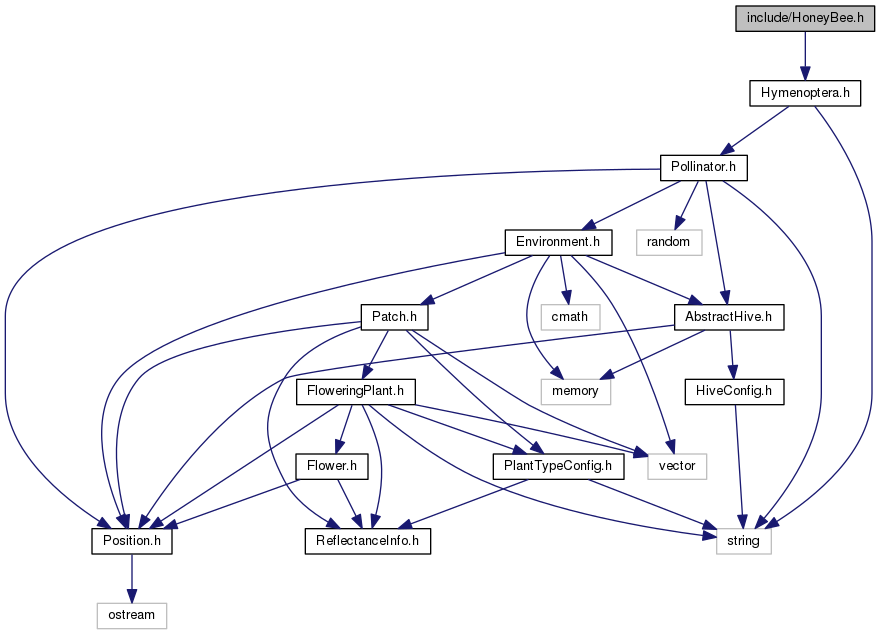 include/HoneyBee.h
Hymenoptera.h
Pollinator.h
Environment.h
random
Patch.h
cmath
AbstractHive.h
FloweringPlant.h
memory
HiveConfig.h
Flower.h
PlantTypeConfig.h
vector
Position.h
ReflectanceInfo.h
string
ostream